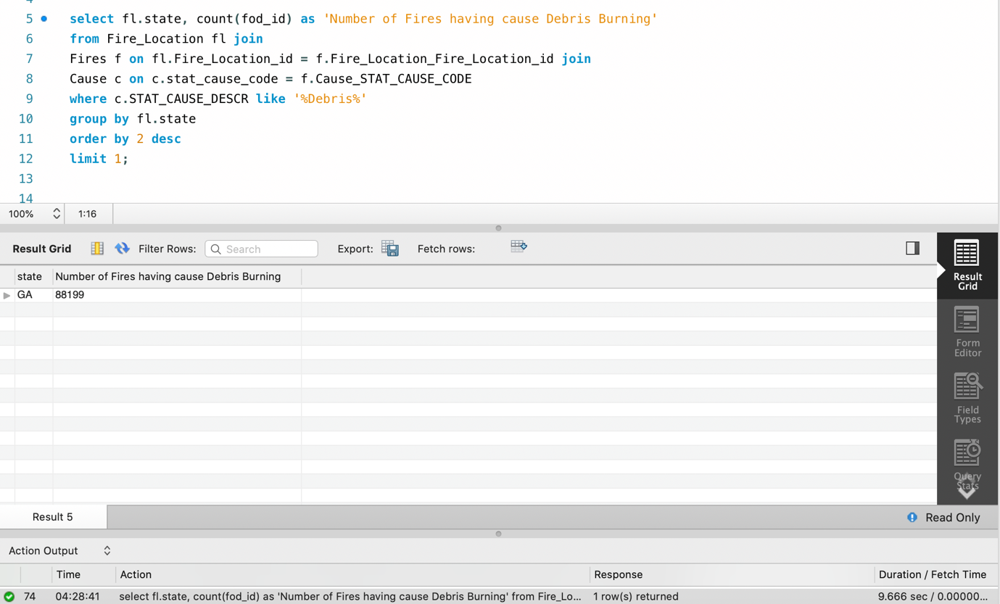 4
5 select fl.state, count(fod_id) as 'Number of Fires having cause Debris Burning'
6 from Fire_Location fl join
7 Fires f on fl.Fire_Location_id = f.Fire_Location_Fire_Location_id join
8 Cause c on c.stat_cause_code = f.Cause_STAT_CAUSE_CODE
9 where c.STAT_CAUSE_DESCR like '%Debris%'
10 group by fl.state
11 order by 2 desc
12 limit 1;
13
14
100% 1:16
Result Grid Filter Rows: Search Export: Fetch rows:
state Number of Fires having cause Debris Burning
GA 88199
Result
Grid
Form
Editor
Field
Types
Query
Stats
Result 5 Read Only
Action Output
Time Action Response Duration / Fetch Time
74 04:28:41 select fl.state, count(fod_id) as 'Number of Fires having cause Debris Burning' from Fire_Lo... 1 row(s) returned 9.666 sec / 0.00000...